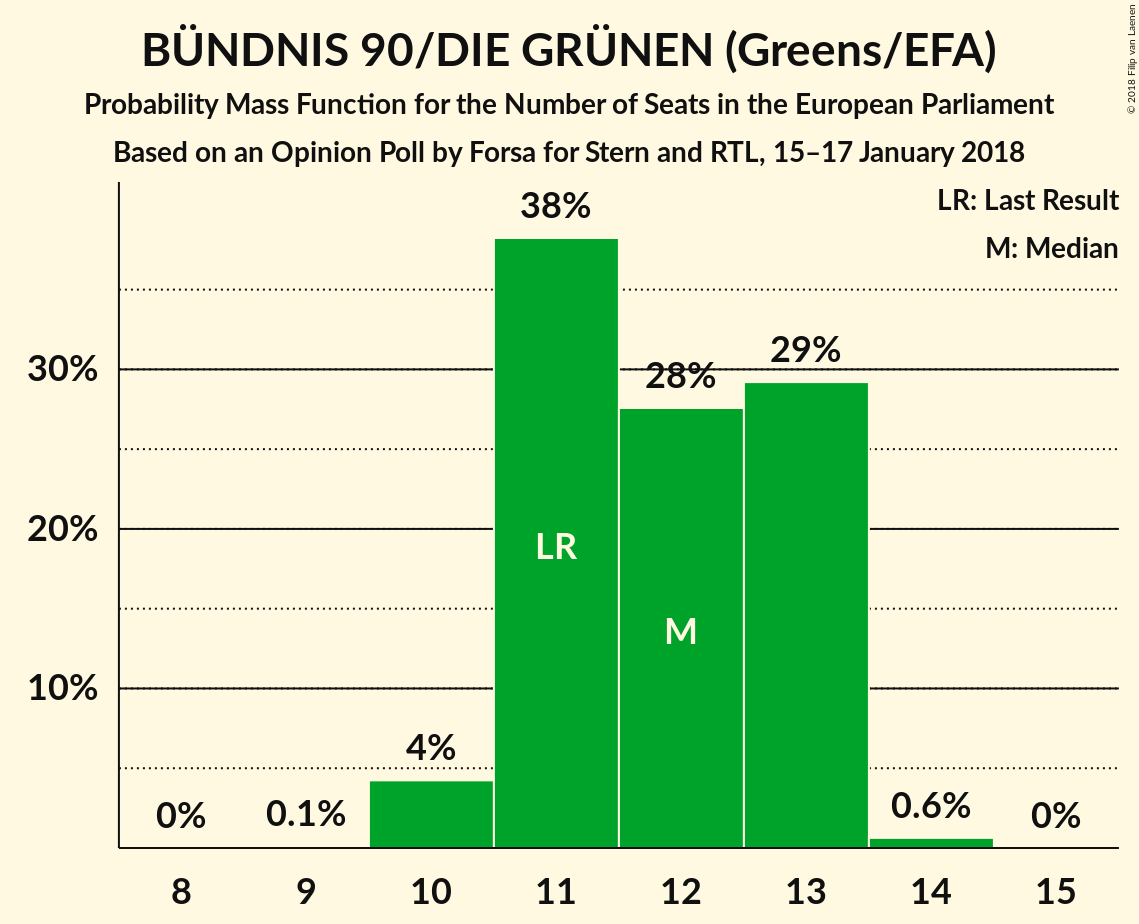 BÜNDNIS 90/DIE GRÜNEN (Greens/EFA)
Probability Mass Function for the Number of Seats in the European Parliament
Based on an Opinion Poll by Forsa for Stern and RTL, 15–17 January 2018
© 2018 Filip van Laenen
LR: Last Result
M: Median
38%
29%
28%
30%
20%
10%
LR
M
4%
0%
0.1%
0.6%
0%
8 9 10 11 12 13 14 15